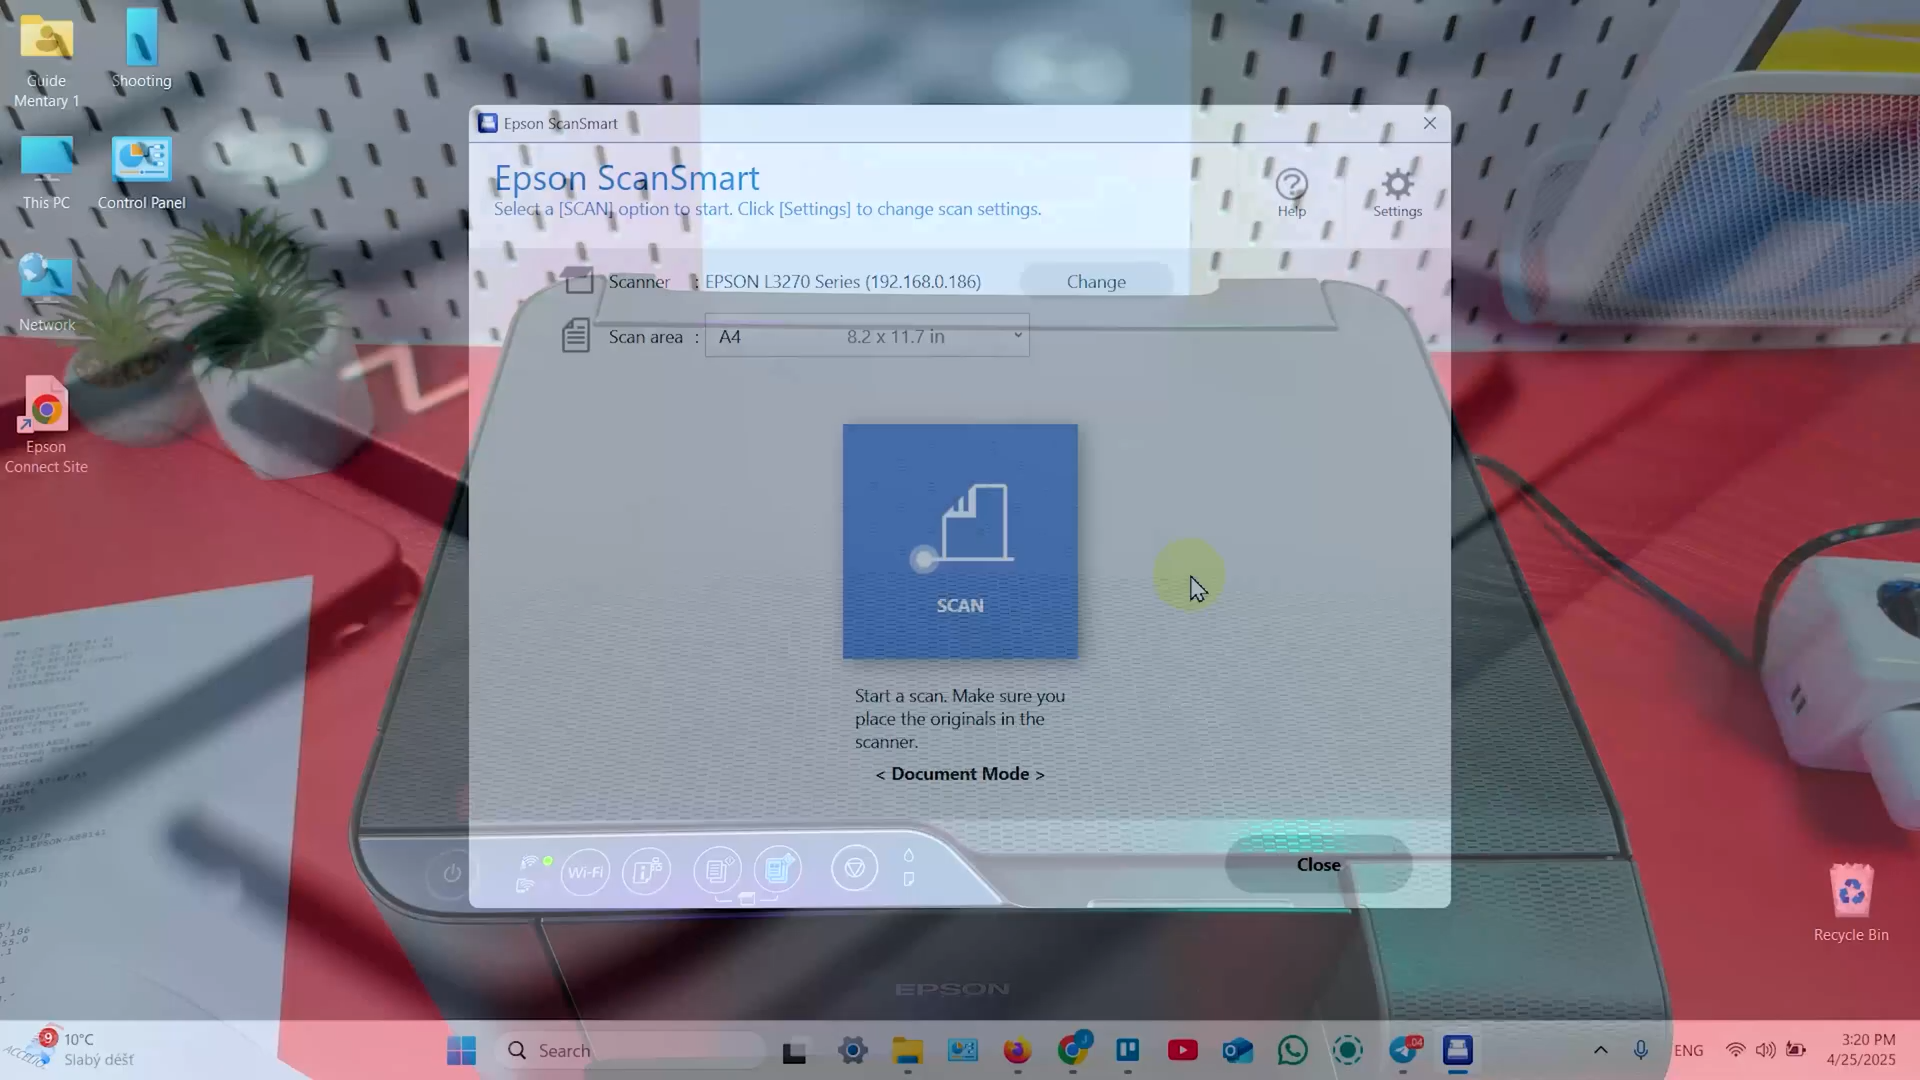 Guide
Mentary 1
Shooting
This PC
Control Panel
Network
Epson
Connect Site
Epson ScanSmart
Epson ScanSmart
Select a [SCAN] option to start. Click [Settings] to change scan settings.
Help
Settings
Scanner : EPSON L3270 Series (192.168.0.186)
Change
Scan area : A4 8.2 x 11.7 in
SCAN
Start a scan. Make sure you
place the originals in the
scanner.
< Document Mode >
Close
Wi-Fi
EPSON
Recycle Bin
9
10°C
Slabý déšť
Search
J
04
ENG
3:20 PM
4/25/2025